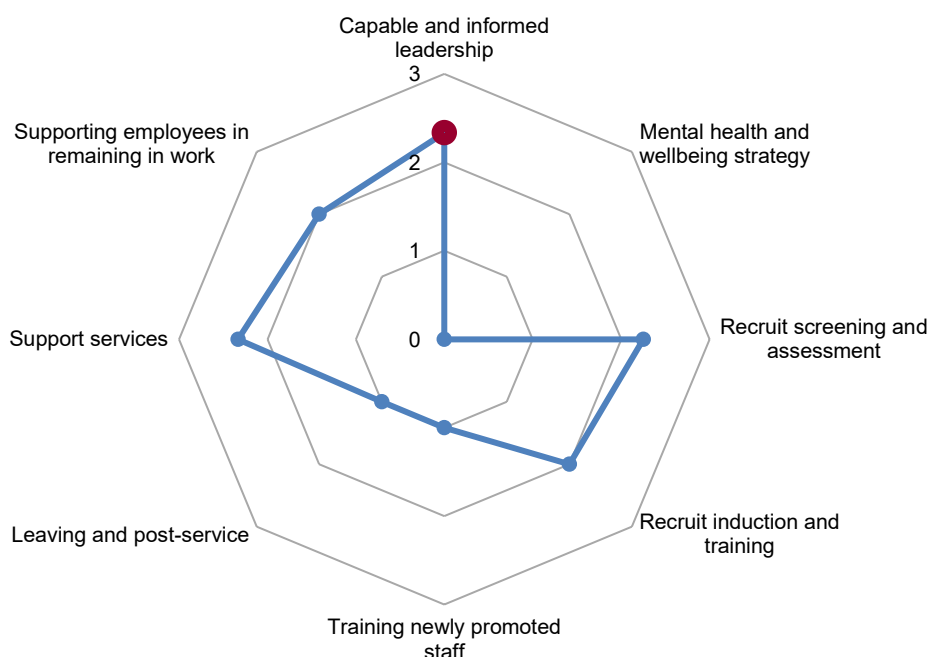 Capable and informed
leadership
3
Supporting employees in
remaining in work
Mental health and
wellbeing strategy
2
1
Support services
0
Recruit screening and
assessment
Leaving and post-service
Recruit induction and
training
Training newly promoted
staff